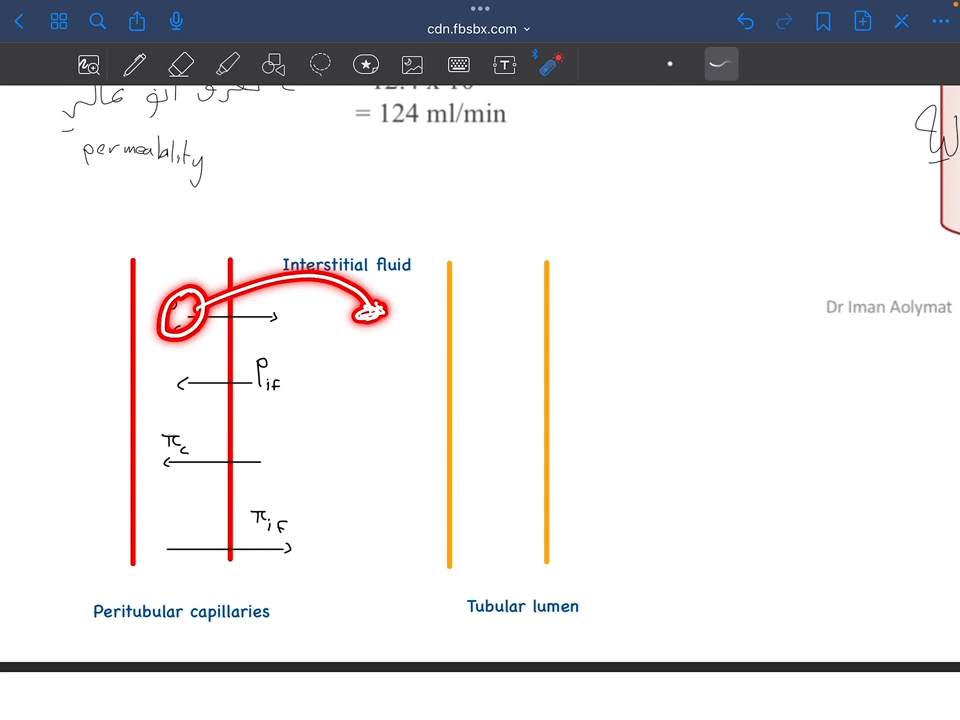 cdn.fbsbx.com
= 124 ml/min
permeability
Interstitial fluid
Dr Iman Aolymat
Pif
πc
πif
Peritubular capillaries
Tubular lumen